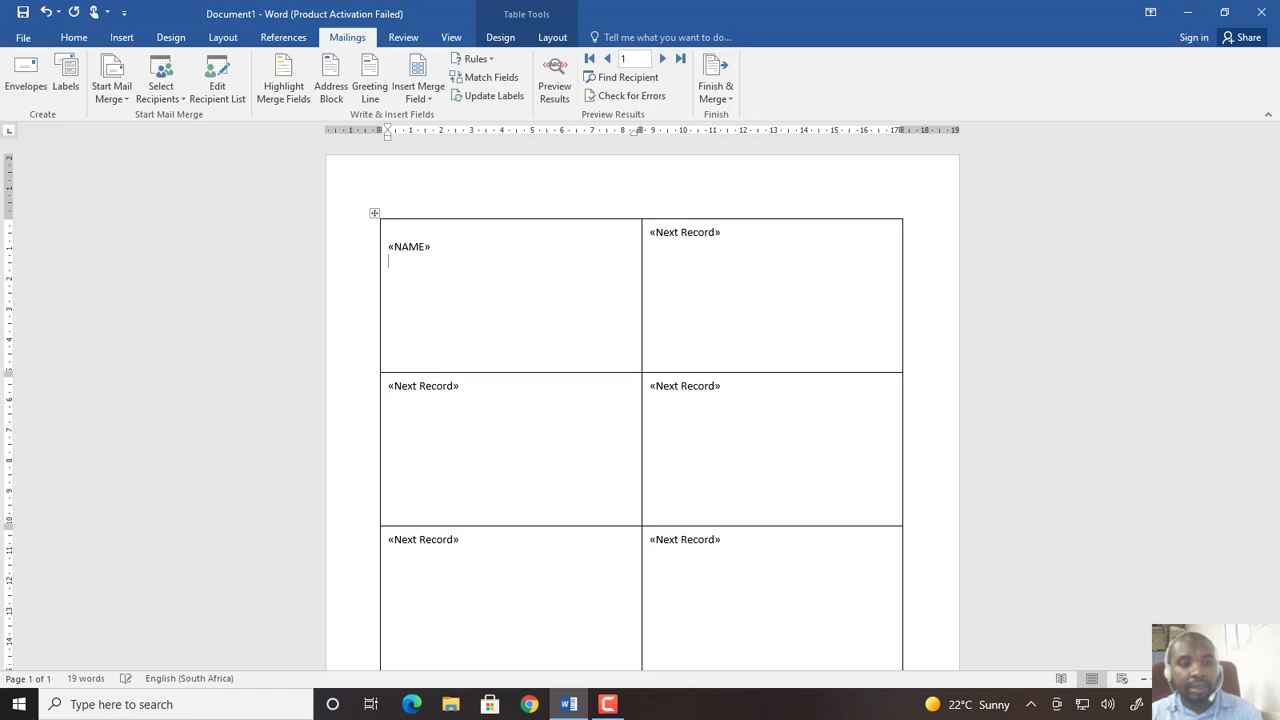 Document1 - Word (Product Activation Failed)
Table Tools
File
Home
Insert
Design
Layout
References
Mailings
Review
View
Design
Layout
Tell me what you want to do...
Sign in
Share
Envelopes
Labels
Create
Start Mail
Merge
Select
Recipients
Edit
Recipient List
Start Mail Merge
Highlight
Merge Fields
Address
Block
Greeting
Line
Insert Merge
Field
Rules
Match Fields
Update Labels
Write & Insert Fields
Preview
Results
1
Find Recipient
Check for Errors
Preview Results
Finish &
Merge
Finish
«NAME»
«Next Record»
«Next Record»
«Next Record»
«Next Record»
«Next Record»
Page 1 of 1
19 words
English (South Africa)
Type here to search
22°C Sunny